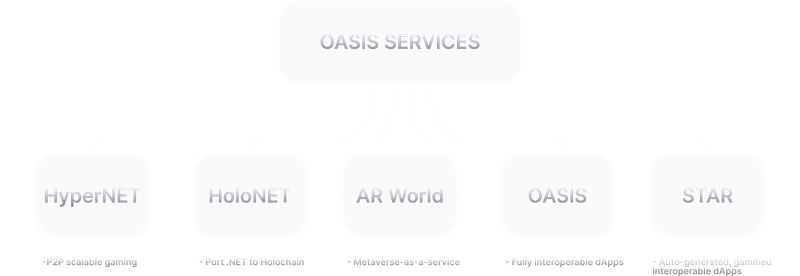 OASIS SERVICES
HyperNET
HoloNET
AR World
OASIS
STAR
-P2P scalable gaming
- Port .NET to Holochain
- Metaverse-as-a-service
- Fully interoperable dApps
- Auto-generated, gamified
interoperable dApps